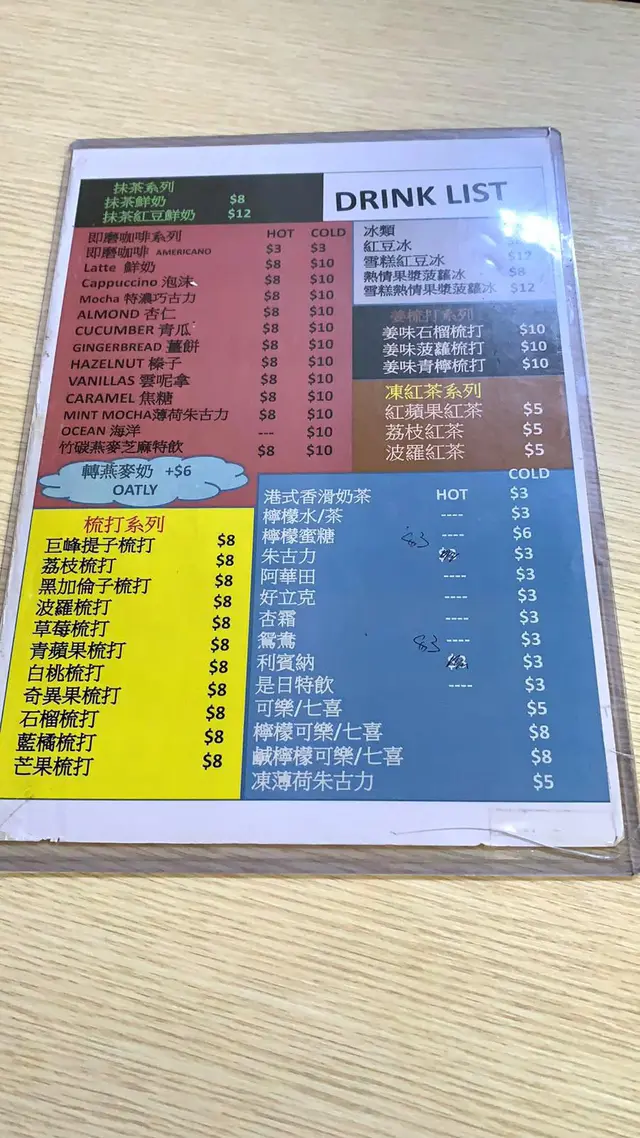 DRINK LIST
抹茶系列
抹茶鮮奶 $8
抹茶紅豆鮮奶 $12
即磨咖啡系列 HOT COLD
即磨咖啡 AMERICANO $3 $3
Latte 鮮奶 $8 $10
Cappuccino 泡沫 $8 $10
Mocha 特濃巧古力 $8 $10
ALMOND 杏仁 $8 $10
CUCUMBER 青瓜 $8 $10
GINGERBREAD 薑餅 $8 $10
HAZELNUT 榛子 $8 $10
VANILLAS 雲呢拿 $8 $10
CARAMEL 焦糖 $8 $10
MINT MOCHA薄荷朱古力 $8 $10
OCEAN 海洋 --- $10
竹碳燕麥芝麻特飲 $8 $10
轉燕麥奶 +$6
OATLY
梳打系列
巨峰提子梳打 $8
荔枝梳打 $8
黑加倫子梳打 $8
波羅梳打 $8
草莓梳打 $8
青蘋果梳打 $8
白桃梳打 $8
奇異果梳打 $8
石榴梳打 $8
藍橘梳打 $8
芒果梳打 $8
冰類
紅豆冰
雪糕紅豆冰 $12
熱情果漿菠蘿冰 $8
雪糕熱情果漿菠蘿冰 $12
姜梳打系列
姜味石榴梳打 $10
姜味菠蘿梳打 $10
姜味青檸梳打 $10
凍紅茶系列
紅蘋果紅茶 $5
荔枝紅茶 $5
波羅紅茶 $5
HOT COLD
港式香滑奶茶 $3
檸檬水/茶 ---- $3
檸檬蜜糖 ---- $6
朱古力 $3 $3
阿華田 ---- $3
好立克 ---- $3
杏霜 ---- $3
鴛鴦 ---- $3
利賓納 $3 $3
是日特飲 ---- $3
可樂/七喜 $5
檸檬可樂/七喜 $8
鹹檸檬可樂/七喜 $8
凍薄荷朱古力 $5